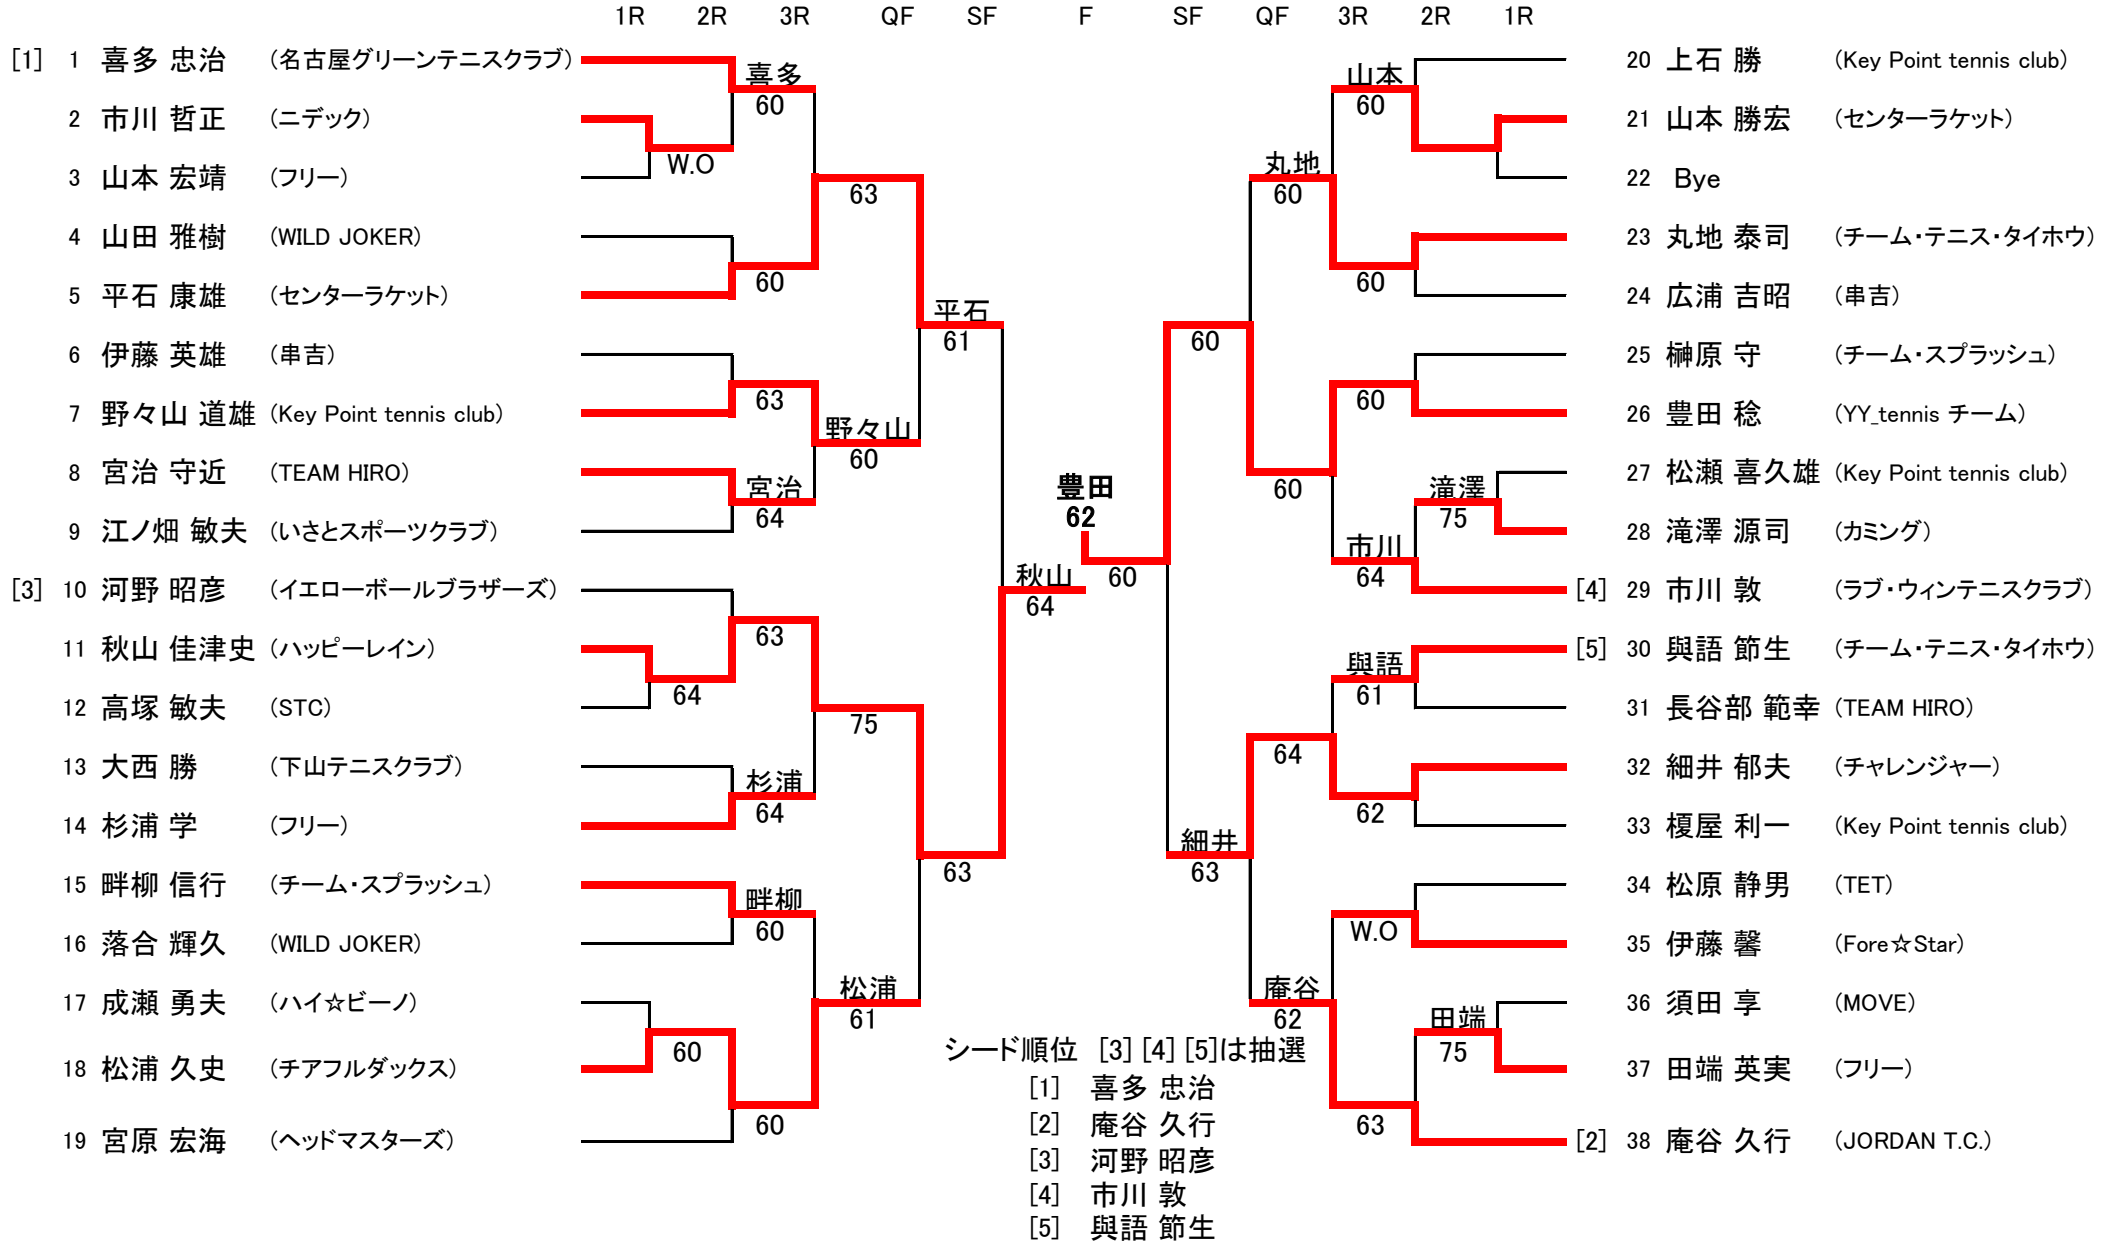 1R 2R 3R QF SF F SF QF 3R 2R 1R
[1] 1 喜多 忠治 (名古屋グリーンテニスクラブ)
2 市川 哲正 (ニデック)
3 山本 宏靖 (フリー)
4 山田 雅樹 (WILD JOKER)
5 平石 康雄 (センターラケット)
6 伊藤 英雄 (串吉)
7 野々山 道雄 (Key Point tennis club)
8 宮治 守近 (TEAM HIRO)
9 江ノ畑 敏夫 (いさとスポーツクラブ)
[3] 10 河野 昭彦 (イエローボールブラザーズ)
11 秋山 佳津史 (ハッピーレイン)
12 高塚 敏夫 (STC)
13 大西 勝 (下山テニスクラブ)
14 杉浦 学 (フリー)
15 畔柳 信行 (チーム・スプラッシュ)
16 落合 輝久 (WILD JOKER)
17 成瀬 勇夫 (ハイ☆ビーノ)
18 松浦 久史 (チアフルダックス)
19 宮原 宏海 (ヘッドマスターズ)
W.O
64
60
喜多
60
60
63
宮治
64
63
杉浦
64
畔柳
60
60
63
野々山
60
75
松浦
61
平石
61
63
秋山
64
豊田
62
60
60
細井
63
丸地
60
60
64
庵谷
62
山本
60
60
60
市川
64
與語
61
62
W.O
63
滝澤
75
田端
75
20 上石 勝 (Key Point tennis club)
21 山本 勝宏 (センターラケット)
22 Bye
23 丸地 泰司 (チーム・テニス・タイホウ)
24 広浦 吉昭 (串吉)
25 榊原 守 (チーム・スプラッシュ)
26 豊田 稔 (YY_tennis チーム)
27 松瀬 喜久雄 (Key Point tennis club)
28 滝澤 源司 (カミング)
[4] 29 市川 敦 (ラブ・ウィンテニスクラブ)
[5] 30 與語 節生 (チーム・テニス・タイホウ)
31 長谷部 範幸 (TEAM HIRO)
32 細井 郁夫 (チャレンジャー)
33 榎屋 利一 (Key Point tennis club)
34 松原 静男 (TET)
35 伊藤 馨 (Fore☆Star)
36 須田 享 (MOVE)
37 田端 英実 (フリー)
[2] 38 庵谷 久行 (JORDAN T.C.)
シード順位 [3] [4] [5]は抽選
[1] 喜多 忠治
[2] 庵谷 久行
[3] 河野 昭彦
[4] 市川 敦
[5] 與語 節生